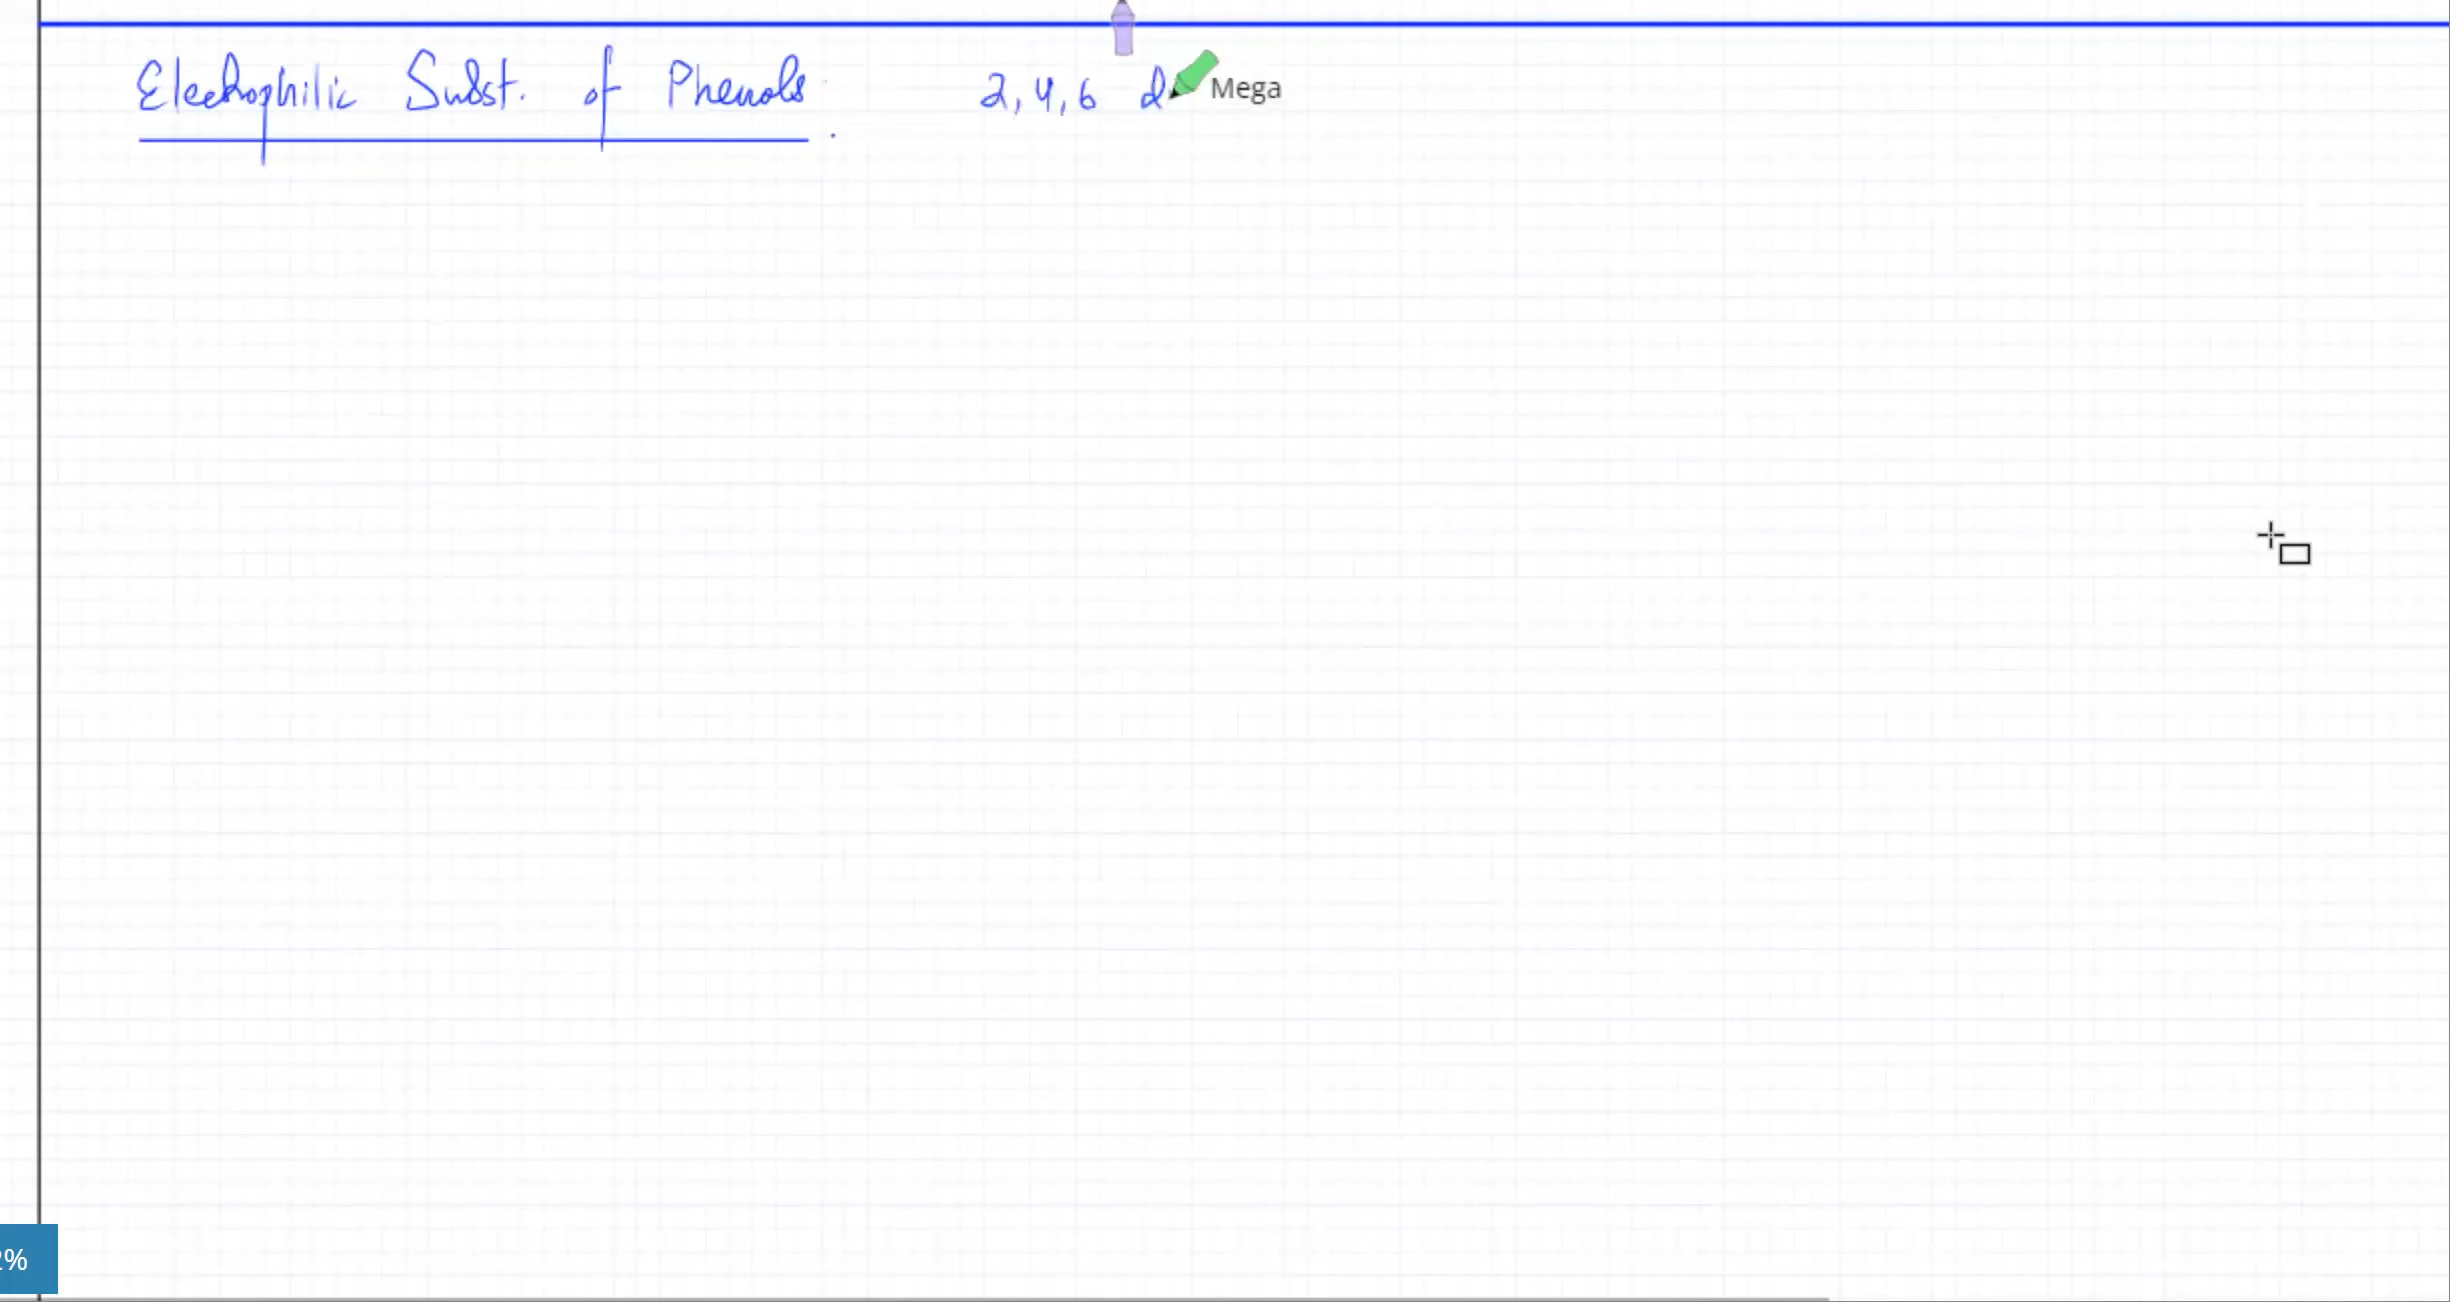 Electrophilic Subst. of Phenols. 2,4,6 d Mega
2%